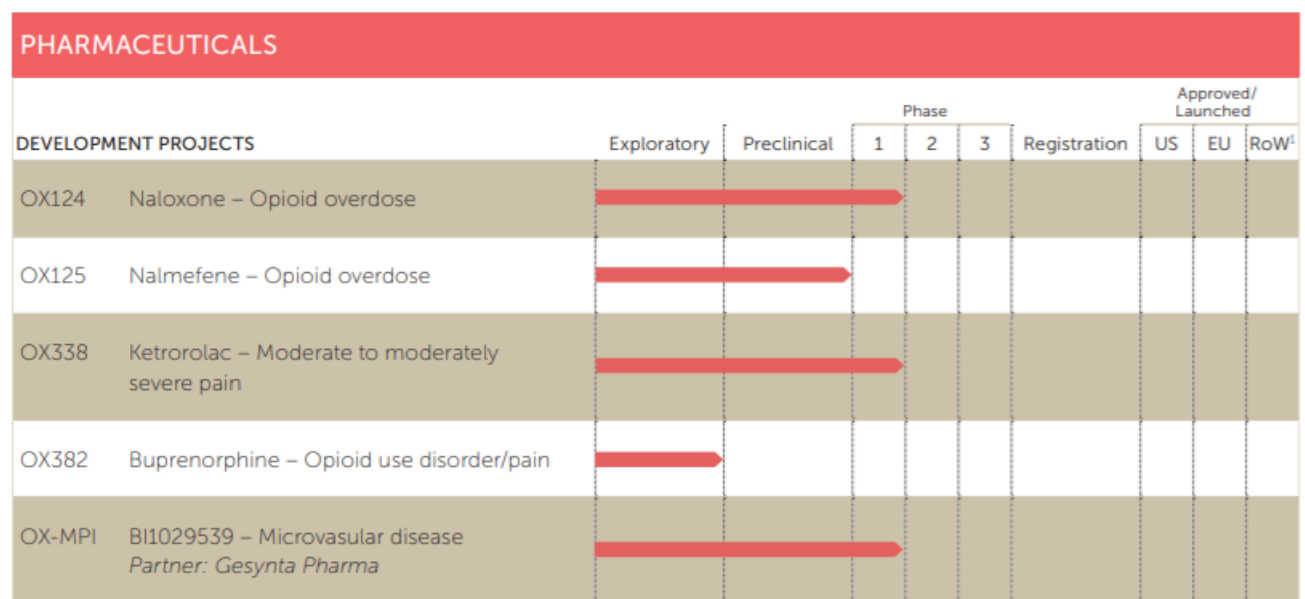 PHARMACEUTICALS
Approved/
Phase Launched
DEVELOPMENT PROJECTS Exploratory Preclinical 1 2 3 Registration US EU RoW¹
OX124 Naloxone – Opioid overdose
OX125 Nalmefene – Opioid overdose
OX338 Ketrorolac – Moderate to moderately
severe pain
OX382 Buprenorphine – Opioid use disorder/pain
OX-MPI BI1029539 – Microvasular disease
Partner: Gesynta Pharma